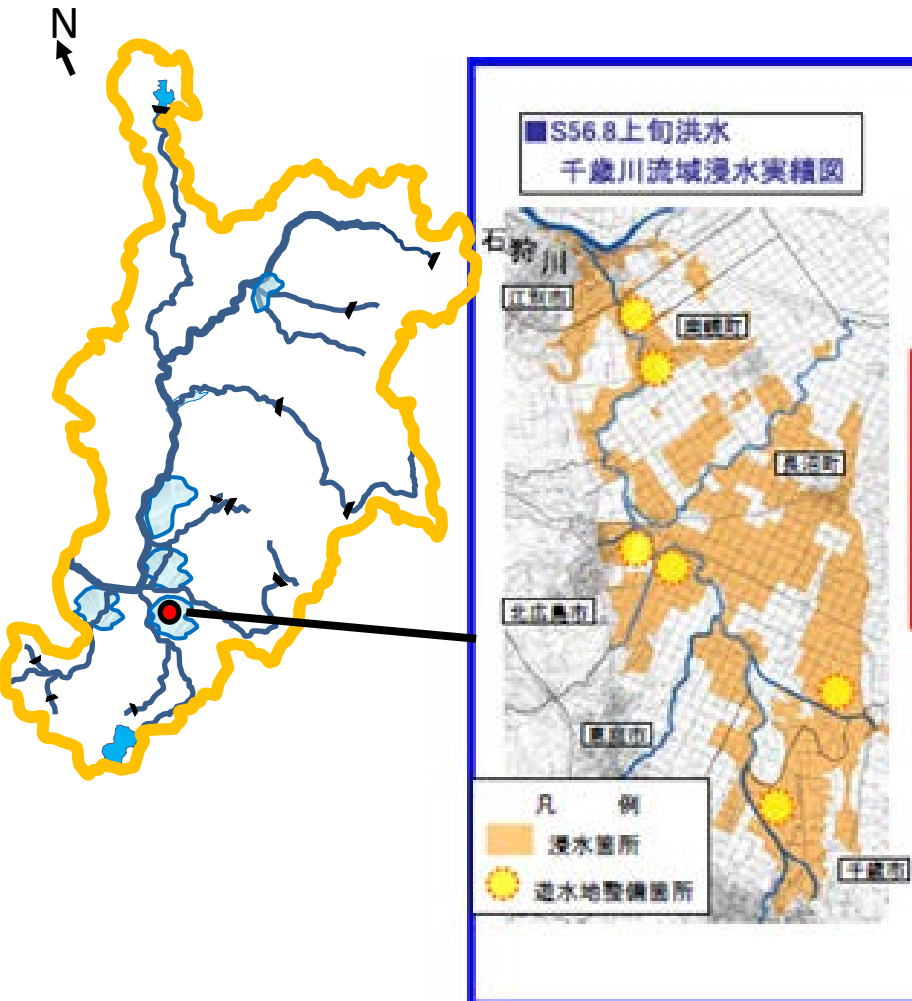 N
■S56.8上旬洪水
千歳川流域浸水実績図
石狩川
江別市
南幌町
長沼町
北広島市
恵庭市
凡 例
浸水箇所
遊水地整備箇所
千歳市